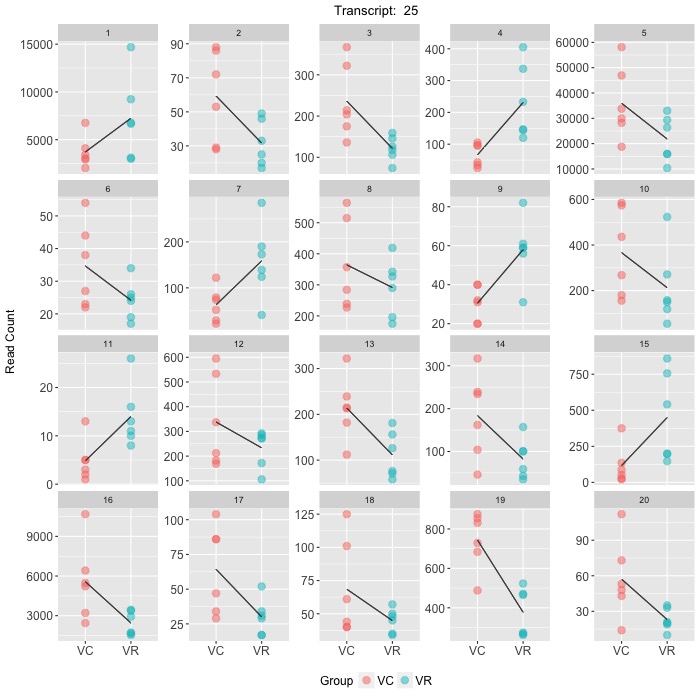 Transcript: 25
1 2 3 4 5
15000 10000 5000
90 70 50 30
300 200 100
400 300 200 100
60000 50000 40000 30000 20000 10000
6 7 8 9 10
50 40 30 20
200 100
500 400 300 200
80 60 40 20
600 400 200
Read Count
11 12 13 14 15
20 10 0
600 500 400 300 200 100
300 200 100
300 200 100 0
750 500 250 0
16 17 18 19 20
9000 6000 3000
100 75 50 25
125 100 75 50
800 600 400
90 60 30
VC VR VC VR VC VR VC VR VC VR
Group VC VR